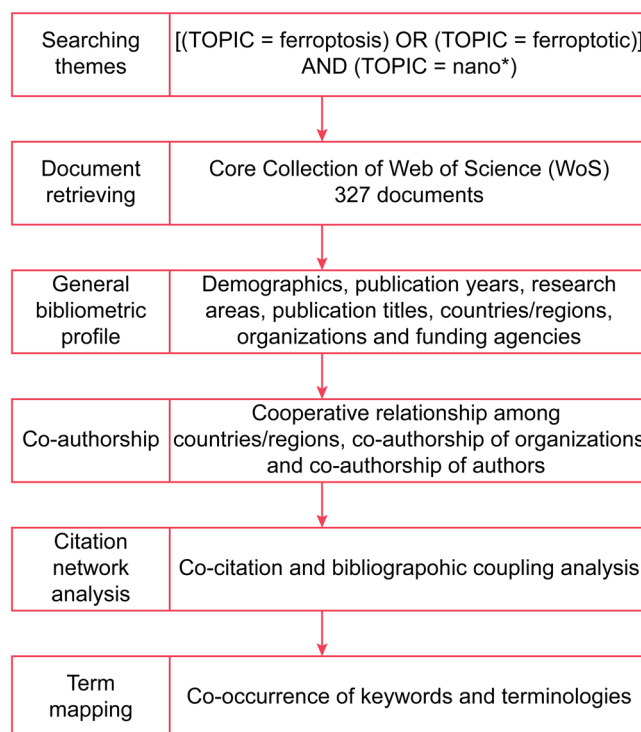 Searching
themes
[(TOPIC = ferroptosis) OR (TOPIC = ferroptotic)]
AND (TOPIC = nano*)
Document
retrieving
Core Collection of Web of Science (WoS)
327 documents
General
bibliometric
profile
Demographics, publication years, research
areas, publication titles, countries/regions,
organizations and funding agencies
Co-authorship
Cooperative relationship among
countries/regions, co-authorship of organizations
and co-authorship of authors
Citation
network
analysis
Co-citation and bibliograpohic coupling analysis
Term
mapping
Co-occurrence of keywords and terminologies